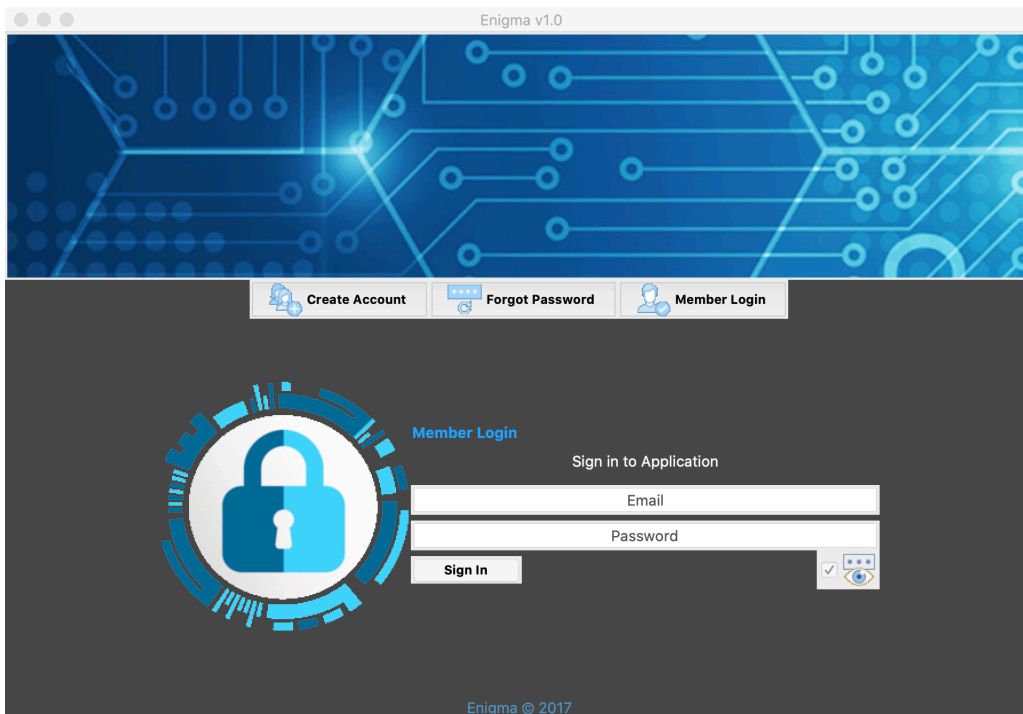 Enigma v1.0
Create Account
Forgot Password
Member Login
Member Login
Sign in to Application
Email
Password
Sign In
Enigma © 2017